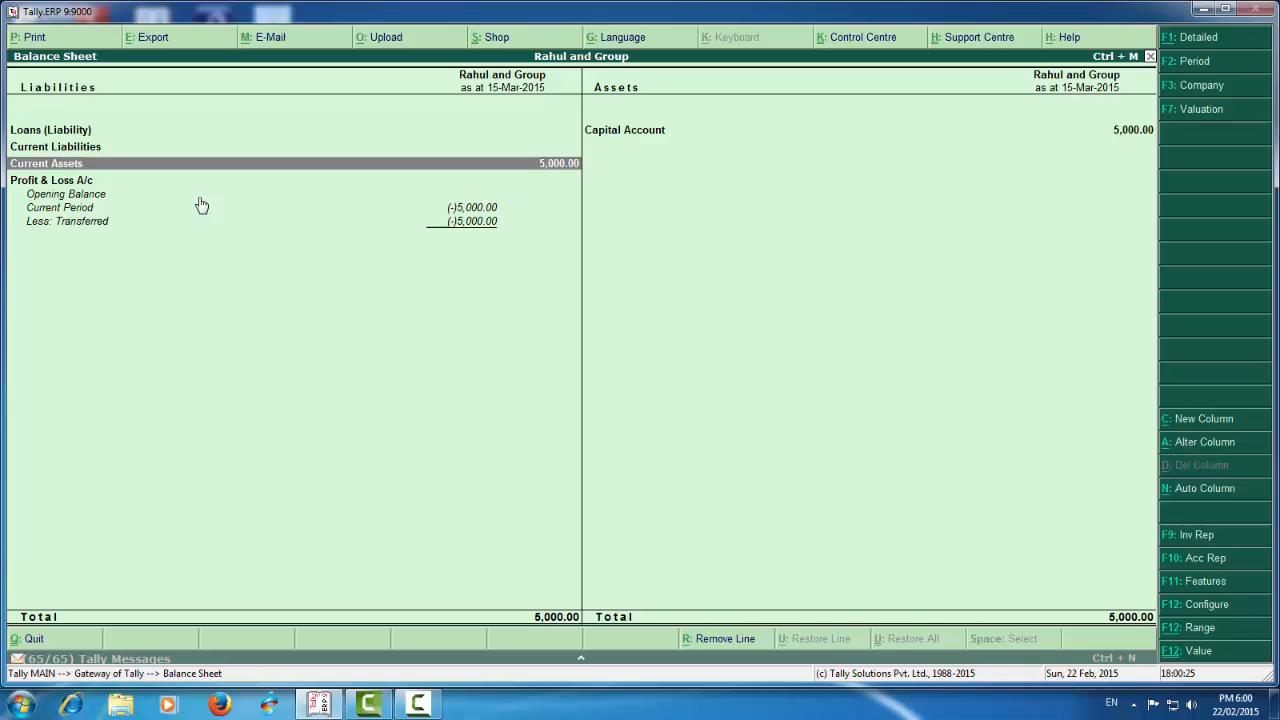 Tally.ERP 9:9000
P: Print
E: Export
M: E-Mail
O: Upload
S: Shop
G: Language
K: Keyboard
K: Control Centre
H: Support Centre
H: Help
F1: Detailed
Balance Sheet
Rahul and Group
Ctrl + M
F2: Period
Liabilities
Rahul and Group
as at 15-Mar-2015
Assets
Rahul and Group
as at 15-Mar-2015
F3: Company
F7: Valuation
Loans (Liability)
Capital Account 5,000.00
Current Liabilities
Current Assets 5,000.00
Profit & Loss A/c
Opening Balance
Current Period (-)5,000.00
Less: Transferred (-)5,000.00
C: New Column
A: Alter Column
D: Del Column
N: Auto Column
F9: Inv Rep
F10: Acc Rep
F11: Features
F12: Configure
F12: Range
F12: Value
Total 5,000.00
Total 5,000.00
Q: Quit
R: Remove Line
U: Restore Line
U: Restore All
Space: Select
(65/65) Tally Messages
Ctrl + N
Tally MAIN --> Gateway of Tally --> Balance Sheet
(c) Tally Solutions Pvt. Ltd., 1988-2015
Sun, 22 Feb, 2015
18:00:25
EN
PM 6:00
22/02/2015